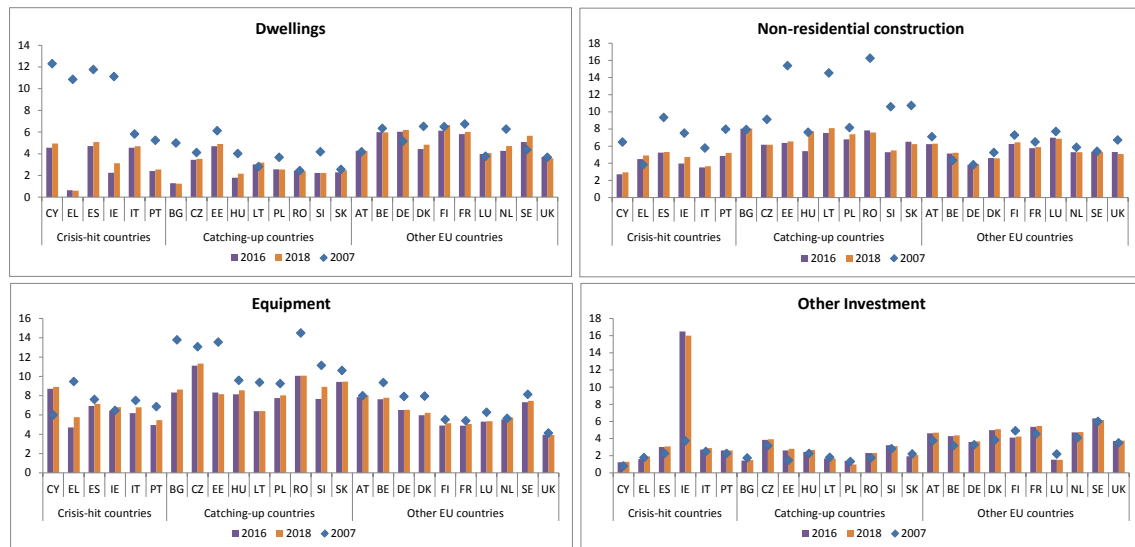 Dwellings
14
12
10
8
6
4
2
0
CY EL ES IE IT PT BG CZ EE HU LT PL RO SI SK AT BE DE DK FI FR LU NL SE UK
Crisis-hit countries Catching-up countries Other EU countries
2016 2018 2007
Non-residential construction
18
16
14
12
10
8
6
4
2
0
CY EL ES IE IT PT BG CZ EE HU LT PL RO SI SK AT BE DE DK FI FR LU NL SE UK
Crisis-hit countries Catching-up countries Other EU countries
2016 2018 2007
Equipment
16
14
12
10
8
6
4
2
0
CY EL ES IE IT PT BG CZ EE HU LT PL RO SI SK AT BE DE DK FI FR LU NL SE UK
Crisis-hit countries Catching-up countries Other EU countries
2016 2018 2007
Other Investment
18
16
14
12
10
8
6
4
2
0
CY EL ES IE IT PT BG CZ EE HU LT PL RO SI SK AT BE DE DK FI FR LU NL SE UK
Crisis-hit countries Catching-up countries Other EU countries
2016 2018 2007